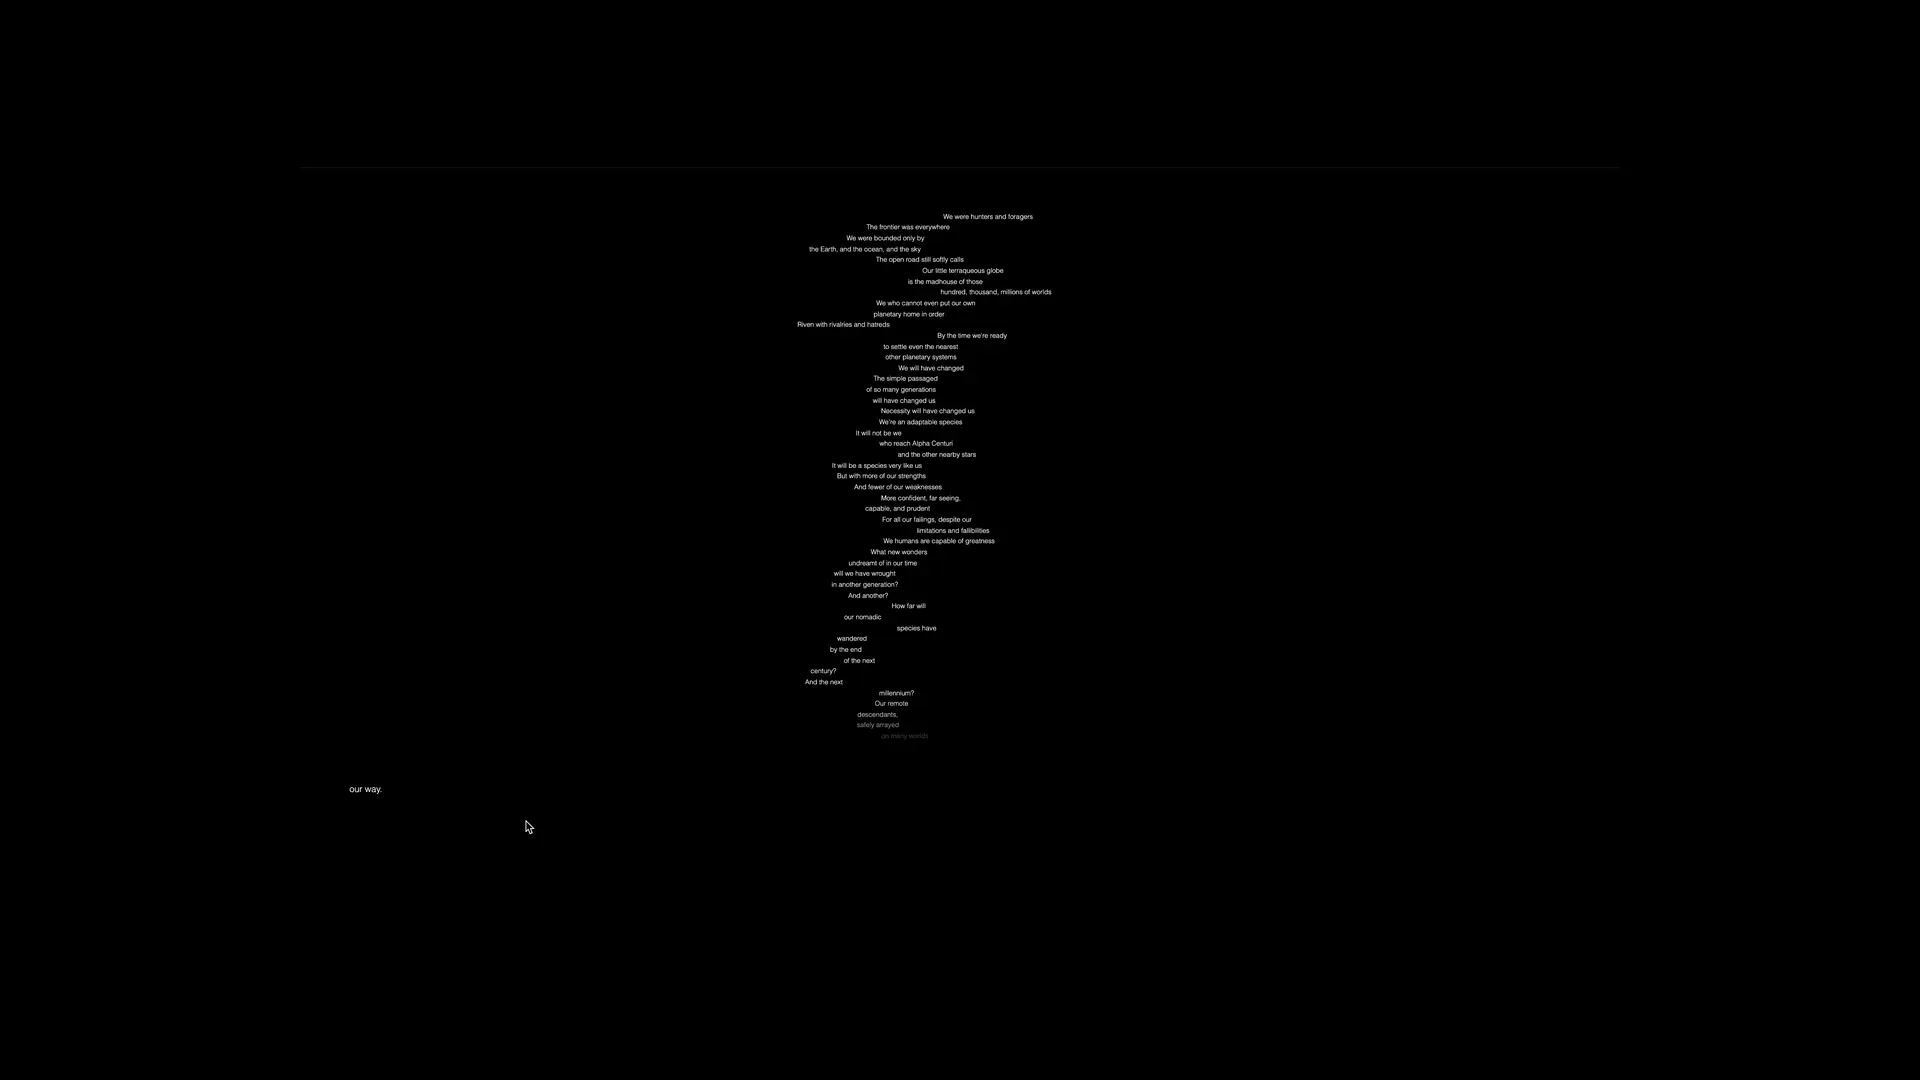 We were hunters and foragers
The frontier was everywhere
We were bounded only by
the Earth, and the ocean, and the sky
The open road still softly calls
Our little terraqueous globe
is the madhouse of those
hundred, thousand, millions of worlds
We who cannot even put our own
planetary home in order
Riven with rivalries and hatreds
By the time we're ready
to settle even the nearest
other planetary systems
We will have changed
The simple passaged
of so many generations
will have changed us
Necessity will have changed us
We're an adaptable species
It will not be we
who reach Alpha Centuri
and the other nearby stars
It will be a species very like us
But with more of our strengths
And fewer of our weaknesses
More confident, far seeing,
capable, and prudent
For all our failings, despite our
limitations and fallibilities
We humans are capable of greatness
What new wonders
undreamt of in our time
will we have wrought
in another generation?
And another?
How far will
our nomadic
species have
wandered
by the end
of the next
century?
And the next
millennium?
Our remote
descendants,
safely arrayed
on many worlds
our way.